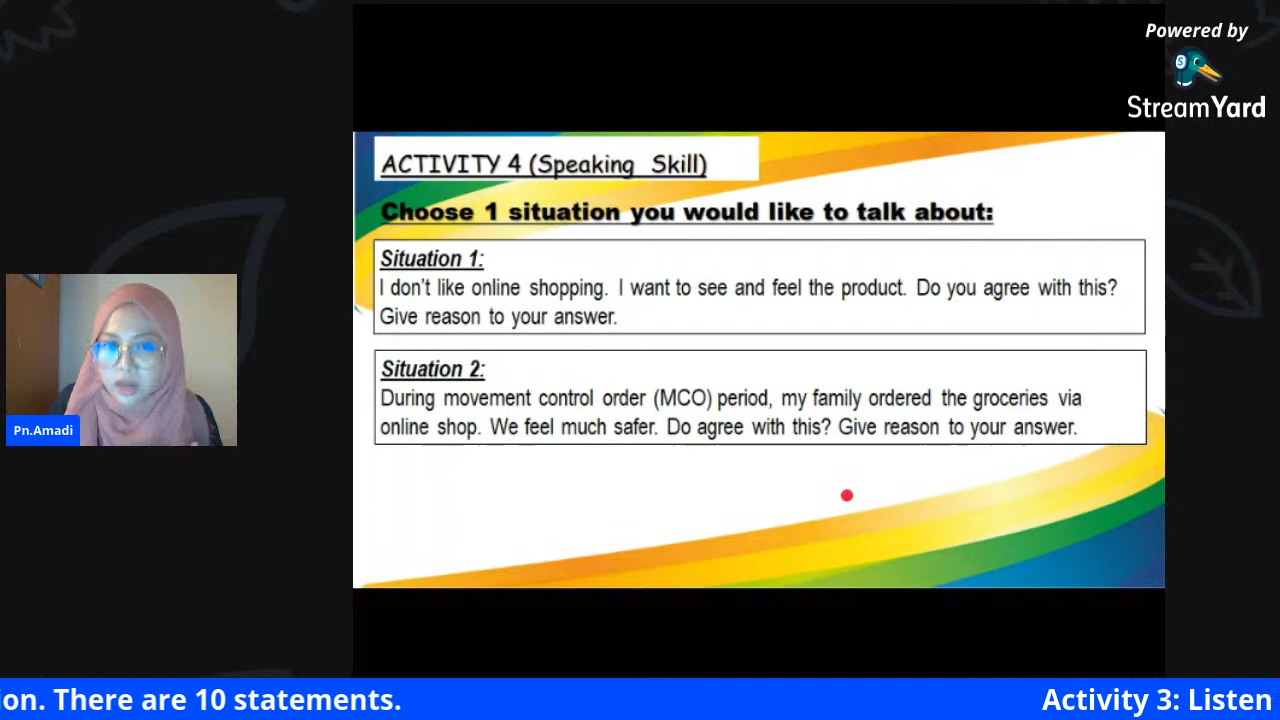 Powered by
StreamYard
ACTIVITY 4 (Speaking Skill)
Choose 1 situation you would like to talk about:
Situation 1:
I don't like online shopping. I want to see and feel the product. Do you agree with this?
Give reason to your answer.
Situation 2:
During movement control order (MCO) period, my family ordered the groceries via
online shop. We feel much safer. Do agree with this? Give reason to your answer.
Pn.Amadi
ion. There are 10 statements.
Activity 3: Listen